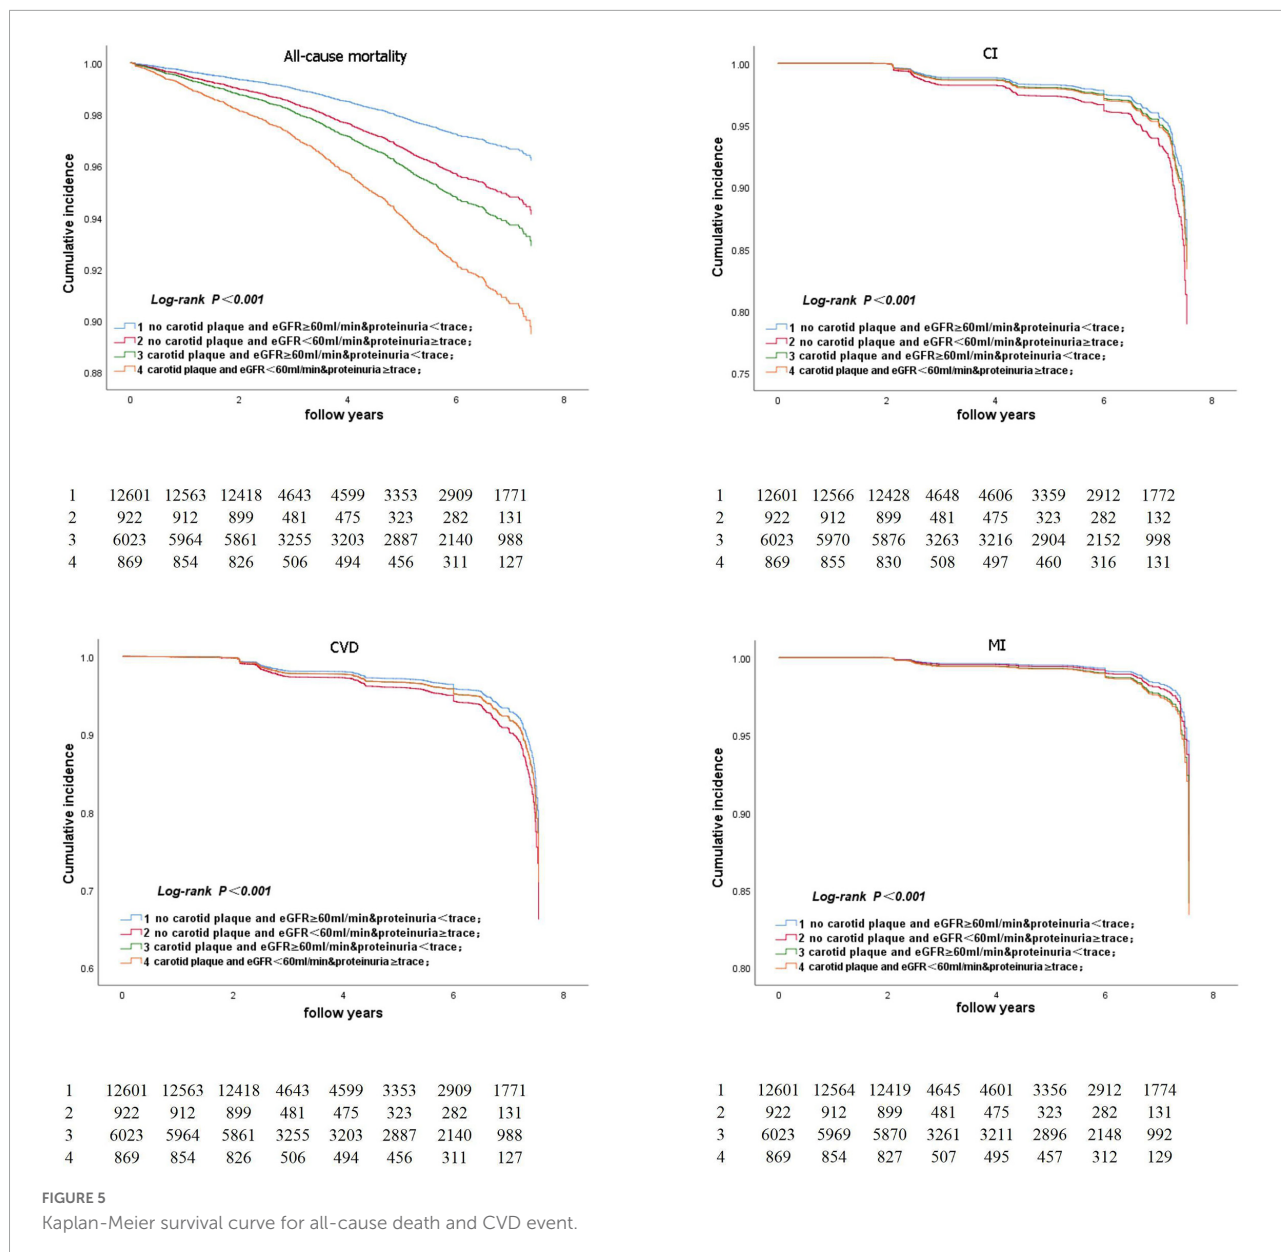 All-cause mortality
1.00
0.98
0.96
0.94
0.92
0.90
0.88
Cumulative incidence
Log-rank P<0.001
1 no carotid plaque and eGFR≥60ml/min&proteinuria<trace;
2 no carotid plaque and eGFR<60ml/min&proteinuria≥trace;
3 carotid plaque and eGFR≥60ml/min&proteinuria<trace;
4 carotid plaque and eGFR<60ml/min&proteinuria≥trace;
0 2 4 6 8
follow years
1 12601 12563 12418 4643 4599 3353 2909 1771
2 922 912 899 481 475 323 282 131
3 6023 5964 5861 3255 3203 2887 2140 988
4 869 854 826 506 494 456 311 127
CI
1.00
0.95
0.90
0.85
0.80
0.75
Cumulative incidence
Log-rank P<0.001
1 no carotid plaque and eGFR≥60ml/min&proteinuria<trace;
2 no carotid plaque and eGFR<60ml/min&proteinuria≥trace;
3 carotid plaque and eGFR≥60ml/min&proteinuria<trace;
4 carotid plaque and eGFR<60ml/min&proteinuria≥trace;
0 2 4 6 8
follow years
1 12601 12566 12428 4648 4606 3359 2912 1772
2 922 912 899 481 475 323 282 132
3 6023 5970 5876 3263 3216 2904 2152 998
4 869 855 830 508 497 460 316 131
CVD
1.0
0.9
0.8
0.7
0.6
Cumulative incidence
Log-rank P<0.001
1 no carotid plaque and eGFR≥60ml/min&proteinuria<trace;
2 no carotid plaque and eGFR<60ml/min&proteinuria≥trace;
3 carotid plaque and eGFR≥60ml/min&proteinuria<trace;
4 carotid plaque and eGFR<60ml/min&proteinuria≥trace;
0 2 4 6 8
follow years
1 12601 12563 12418 4643 4599 3353 2909 1771
2 922 912 899 481 475 323 282 131
3 6023 5964 5861 3255 3203 2887 2140 988
4 869 854 826 506 494 456 311 127
MI
1.00
0.95
0.90
0.85
0.80
Cumulative incidence
Log-rank P<0.001
1 no carotid plaque and eGFR≥60ml/min&proteinuria<trace;
2 no carotid plaque and eGFR<60ml/min&proteinuria≥trace;
3 carotid plaque and eGFR≥60ml/min&proteinuria<trace;
4 carotid plaque and eGFR<60ml/min&proteinuria≥trace;
0 2 4 6 8
follow years
1 12601 12564 12419 4645 4601 3356 2912 1774
2 922 912 899 481 475 323 282 131
3 6023 5969 5870 3261 3211 2896 2148 992
4 869 854 827 507 495 457 312 129
FIGURE 5
Kaplan-Meier survival curve for all-cause death and CVD event.